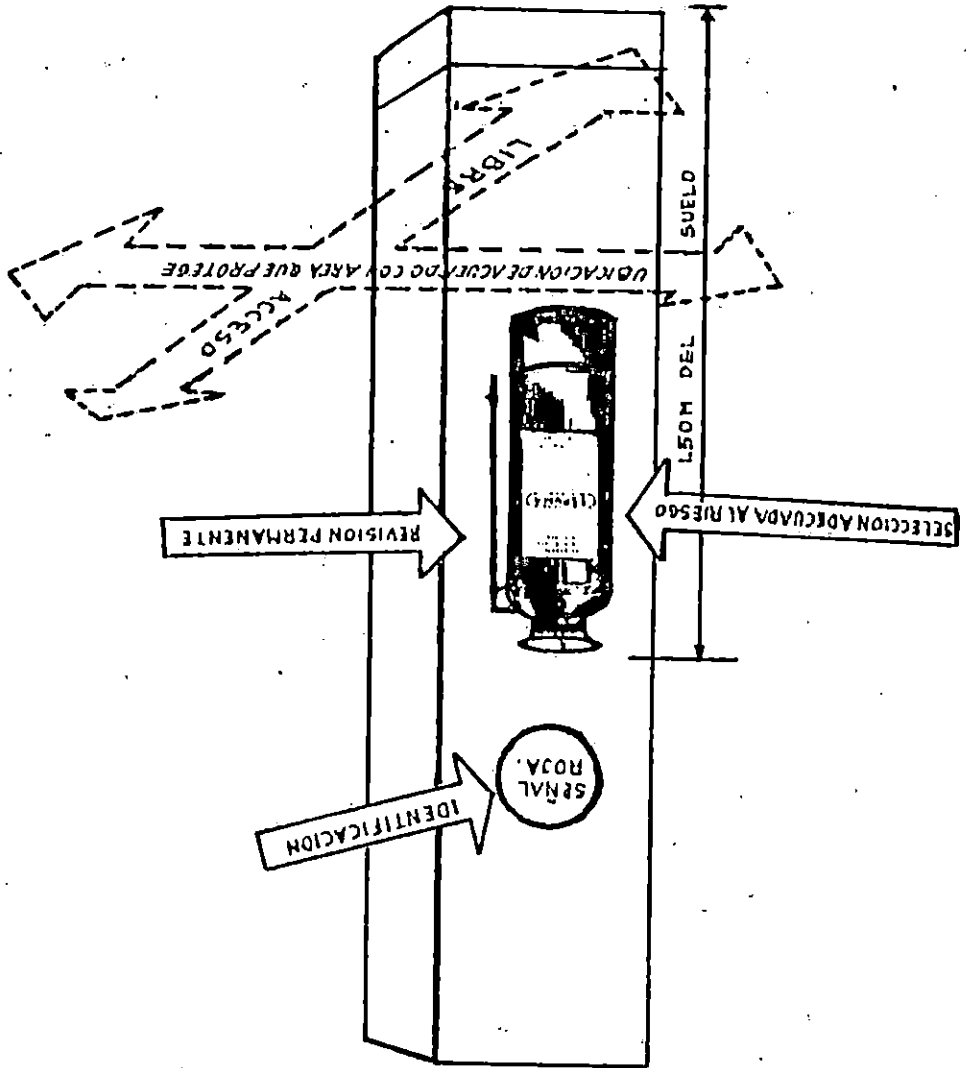 IDENTIFICACION
SEÑAL
ROJA.
REVISION PERMANENTE
SELECCION ADECUADA AL RIESGO
1.50M DEL SUELO
UBICACION DE ACUERDO CON AREA QUE PROTEGE
ACCESO
LIBRE